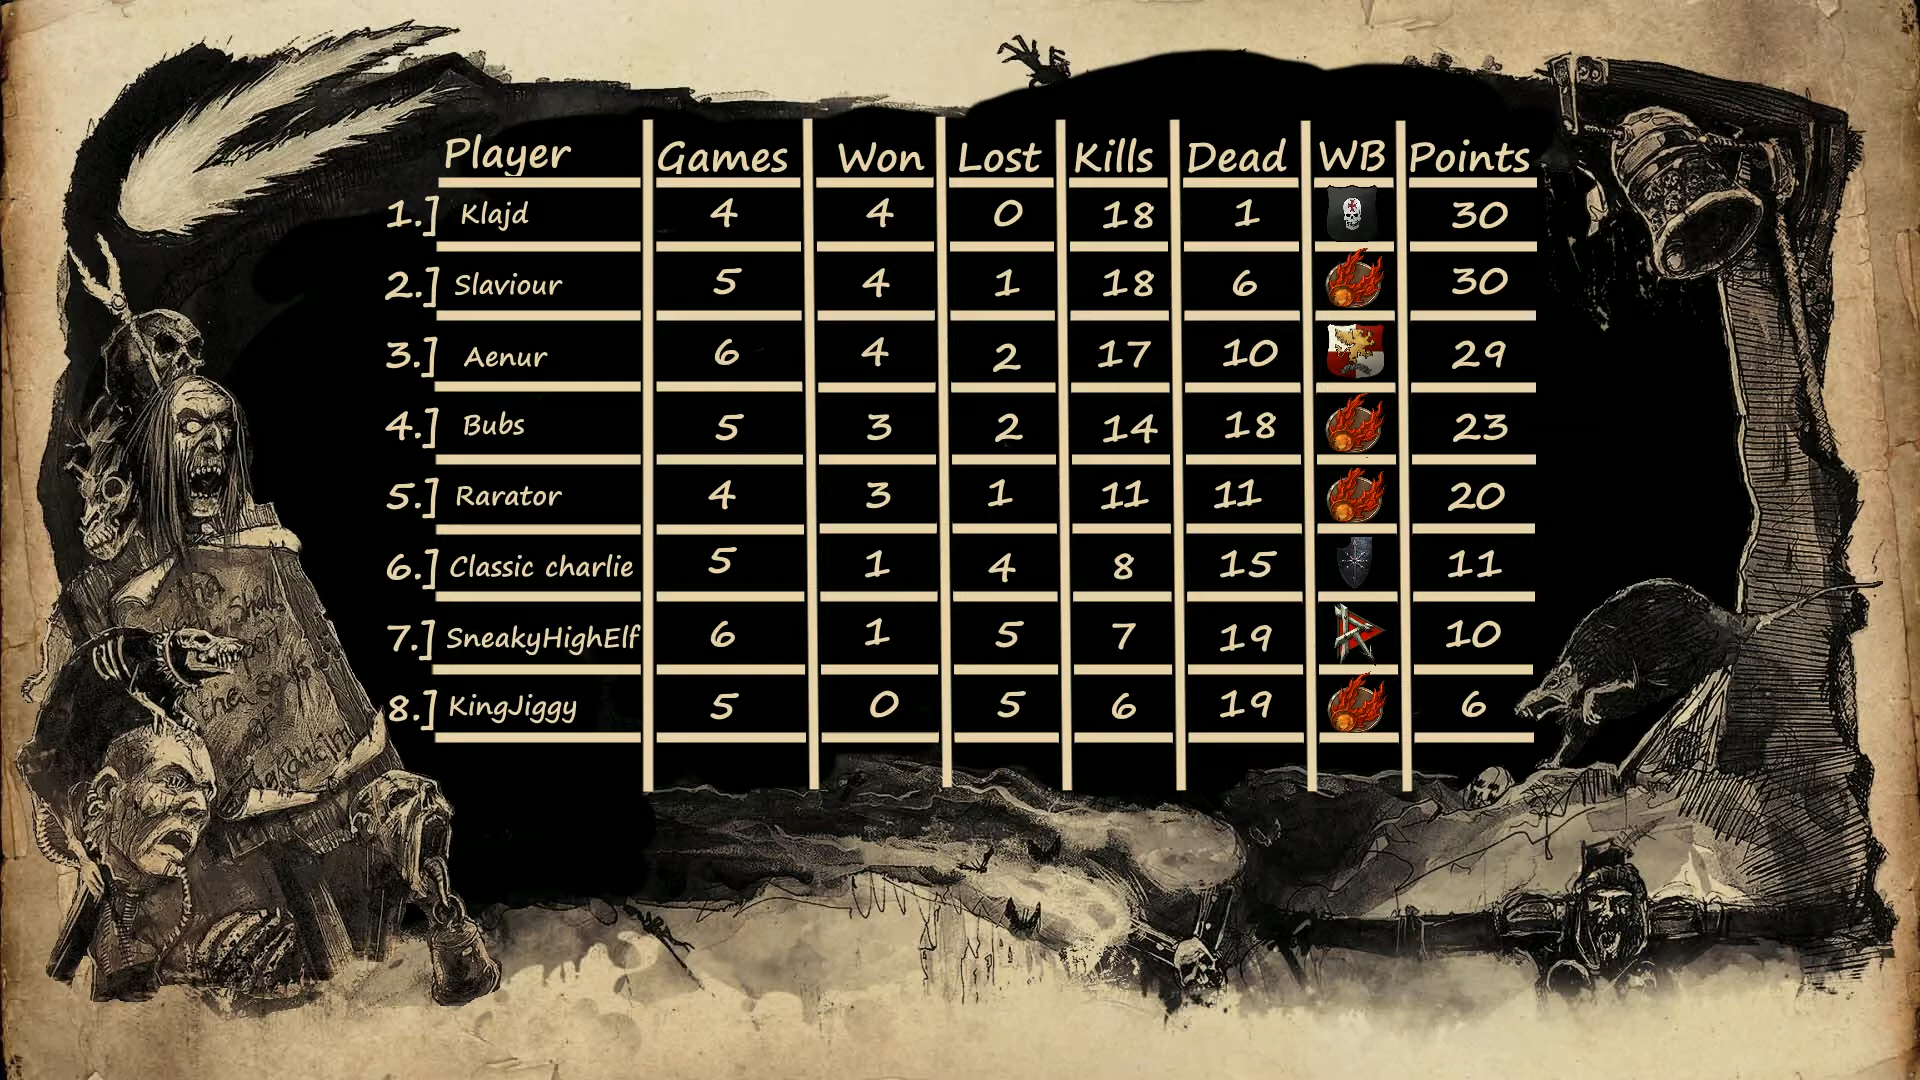 Player Games Won Lost Kills Dead WB Points
1.] Klajd 4 4 0 18 1 30
2.] Slaviour 5 4 1 18 6 30
3.] Aenur 6 4 2 17 10 29
4.] Bubs 5 3 2 14 18 23
5.] Rarator 4 3 1 11 11 20
6.] Classic charlie 5 1 4 8 15 11
7.] SneakyHighElf 6 1 5 7 19 10
8.] KingJiggy 5 0 5 6 19 6
shall
the
is